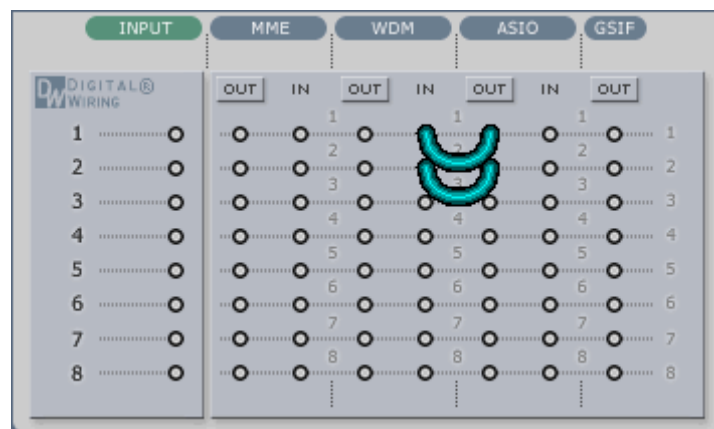 INPUT MME WDM ASIO GSIF
DIGITAL®
WIRING
DW
OUT IN OUT IN OUT IN OUT
1 1 1 1 1
2 2 2 2 2
3 3 3 3 3
4 4 4 4 4
5 5 5 5 5
6 6 6 6 6
7 7 7 7 7
8 8 8 8 8